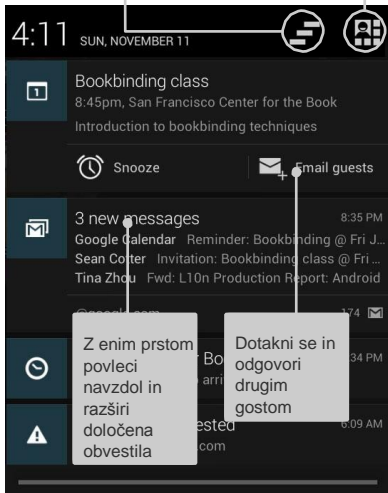 4:11 SUN, NOVEMBER 11
1
Bookbinding class
8:45pm, San Francisco Center for the Book
Introduction to bookbinding techniques
Snooze
Email guests
3 new messages 8:35 PM
Google Calendar Reminder: Bookbinding @ Fri J...
Sean Cotter Invitation: Bookbinding class @ Fri ...
Tina Zhou Fwd: L10n Production Report: Android
174
Z enim prstom
povleci
navzdol in
razširi
določena
obvestila
Dotakni se in
odgovori
drugim
gostom
:34 PM
6:09 AM